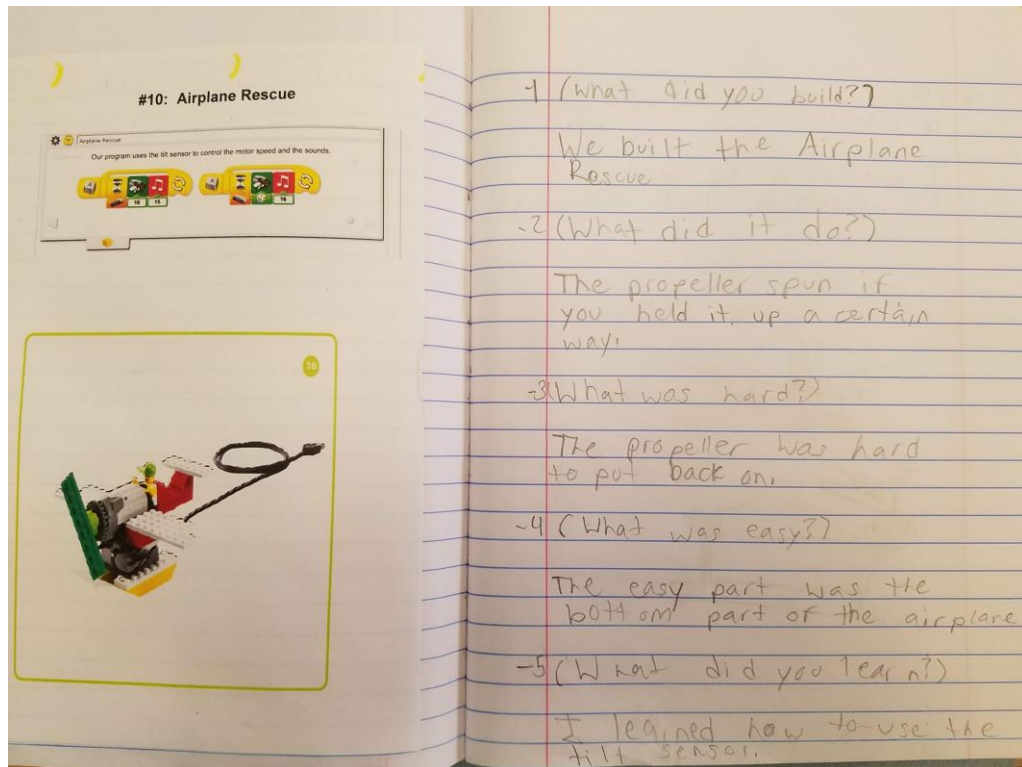 #10: Airplane Rescue
Airplane Rescue
Our program uses the tilt sensor to control the motor speed and the sounds.
10 15
16
10
-1 (What did you build?)
We built the Airplane
Rescue
-2 (What did it do?)
The propeller spun if
you held it up a certain
way.
-3 (What was hard?)
The propeller was hard
to put back on.
-4 (What was easy?)
The easy part was the
bottom part of the airplane
-5 (What did you learn?)
I learned how to use the
tilt sensor.